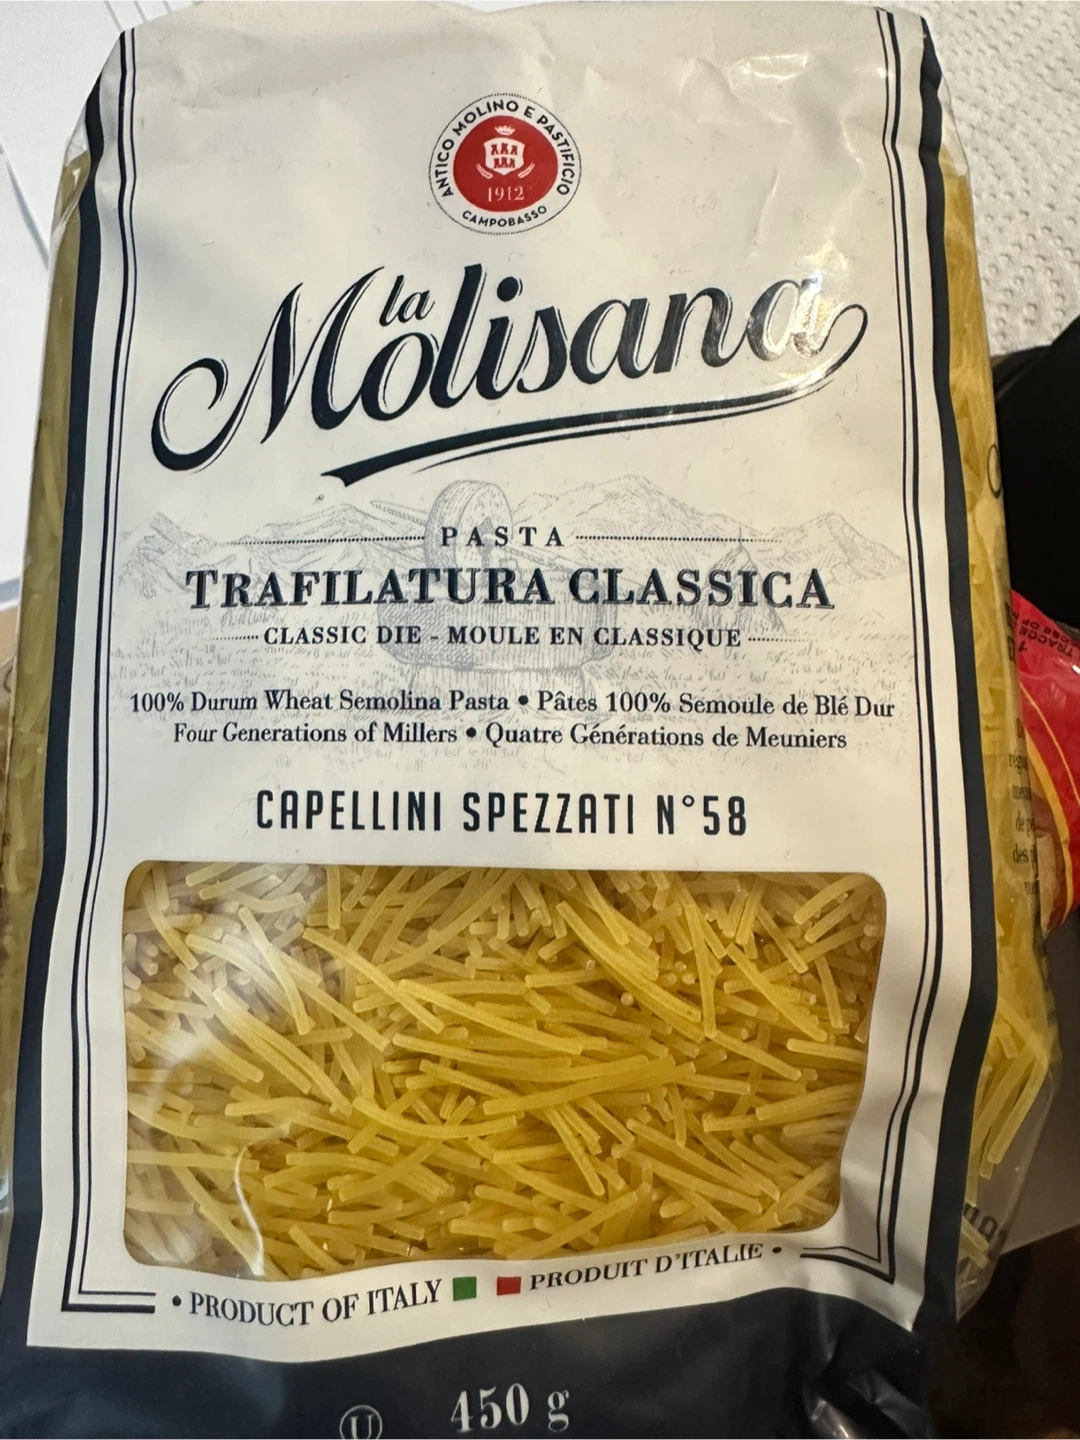 ANTICO MOLINO E PASTIFICIO
1912
CAMPOBASSO
la
Molisana
PASTA
TRAFILATURA CLASSICA
CLASSIC DIE - MOULE EN CLASSIQUE
100% Durum Wheat Semolina Pasta • Pâtes 100% Semoule de Blé Dur
Four Generations of Millers • Quatre Générations de Meuniers
CAPELLINI SPEZZATI N°58
• PRODUCT OF ITALY PRODUIT D'ITALIE •
U 450 g